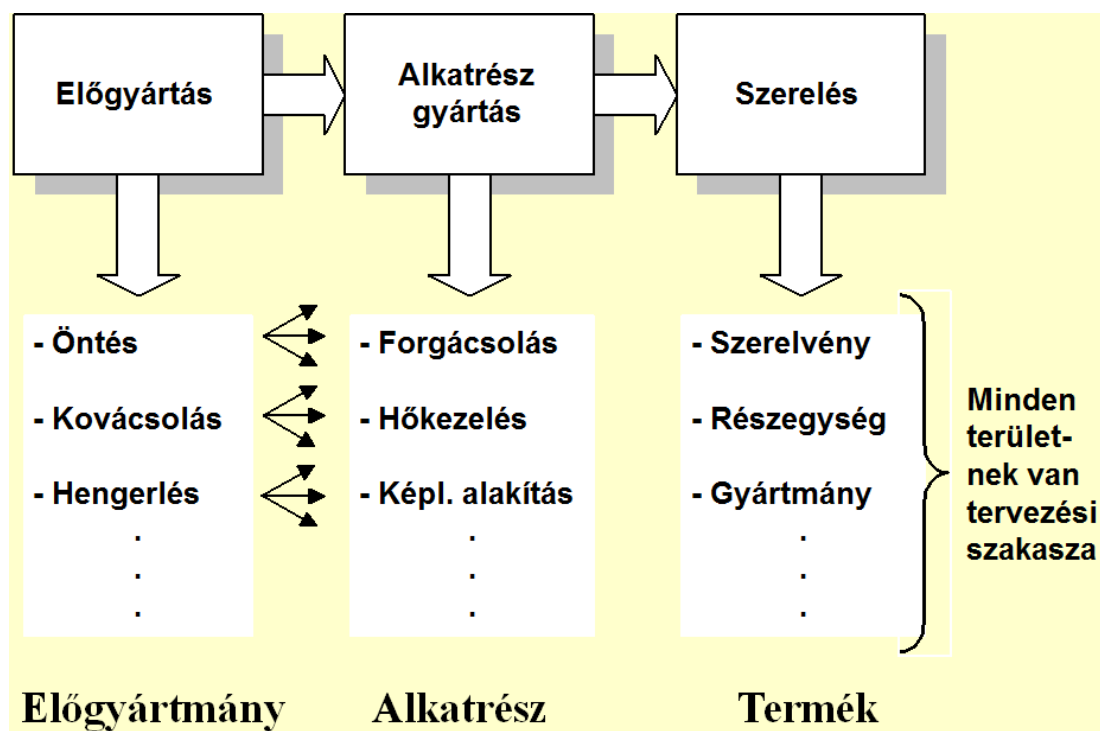 Előgyártás
Alkatrész
gyártás
Szerelés
- Öntés
- Kovácsolás
- Hengerlés
.
.
.
- Forgácsolás
- Hőkezelés
- Képl. alakítás
.
.
.
- Szerelvény
- Részegység
- Gyártmány
.
.
.
Minden
terület-
nek van
tervezési
szakasza
Előgyártmány
Alkatrész
Termék